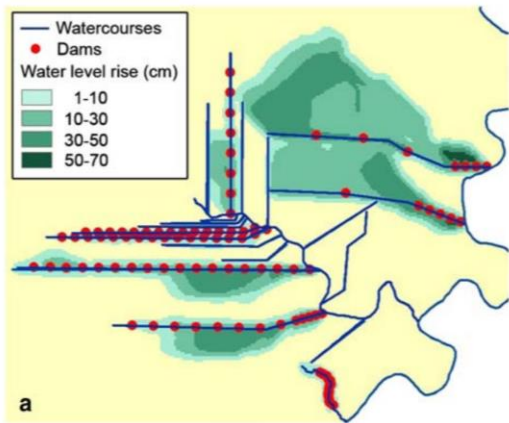 Watercourses
Dams
Water level rise (cm)
1-10
10-30
30-50
50-70
a